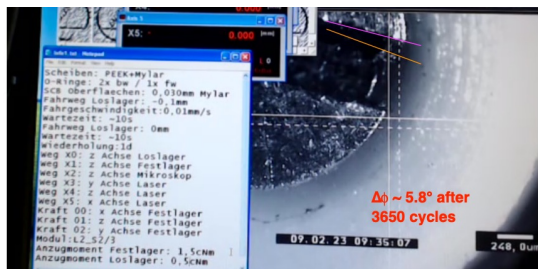 Axis 5
X5:
0.000
[mm]
Info1.txt - Notepad
File Edit Format View Help
Scheiben: PEEK+Mylar
O-Ringe: 2x bw / 1x fw
SCB Oberflaechen: 0,030mm Mylar
Fahrweg Loslager: -0,1mm
Fahrgeschwindigkeit:0,01mm/s
Wartezeit: ~10s
Fahrweg Loslager: 0mm
Wartezeit: ~10s
Wiederholung:1d
Weg X0: z Achse Loslager
Weg X1: z Achse Festlager
Weg X2: z Achse Mikroskop
Weg X3: y Achse Laser
Weg X4: z Achse Laser
Weg X5: x Achse Laser
Kraft 00: x Achse Festlager
Kraft 01: z Achse Festlager
Kraft 02: y Achse Festlager
Modul:L2_S2/3
Anzugmoment Festlager: 1,5cNm
Anzugmoment Loslager: 0,5cNm
Δϕ ~ 5.8° after
3650 cycles
09.02.23 09:35:07
248,0u